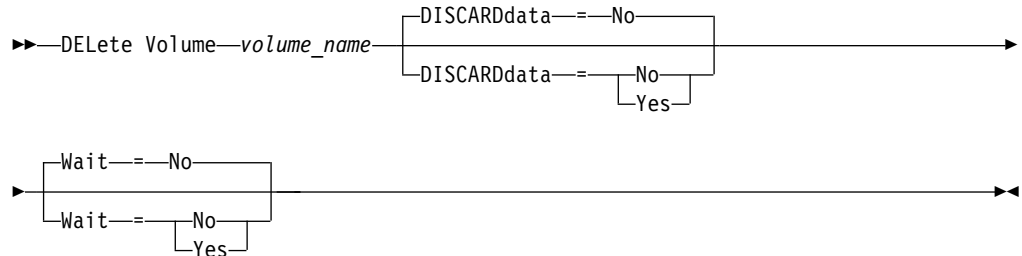 DISCARDdata = No
DELete Volume volume_name
DISCARDdata = No
Yes
Wait = No
Wait = No
Yes